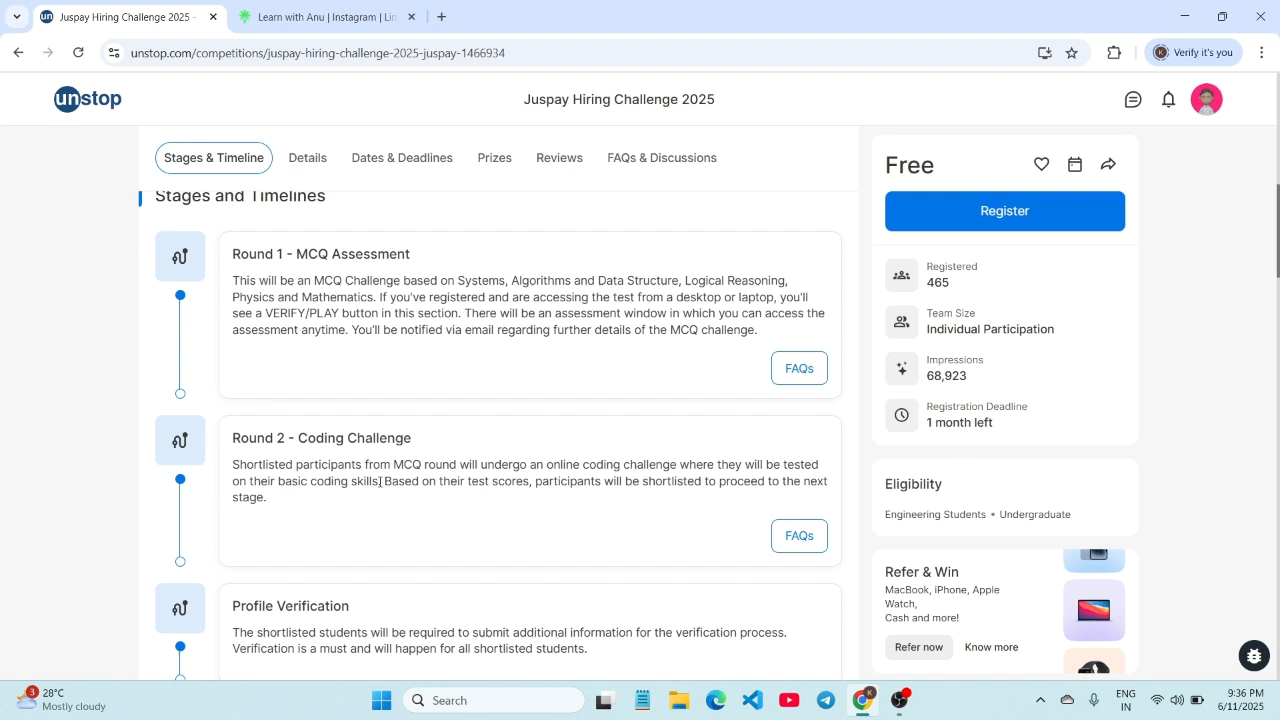 Juspay Hiring Challenge 2025 -
Learn with Anu | Instagram | Lin
unstop.com/competitions/juspay-hiring-challenge-2025-juspay-1466934
K
Verify it's you
unstop
Juspay Hiring Challenge 2025
Stages & Timeline
Details
Dates & Deadlines
Prizes
Reviews
FAQs & Discussions
Stages and Timelines
Round 1 - MCQ Assessment
This will be an MCQ Challenge based on Systems, Algorithms and Data Structure, Logical Reasoning,
Physics and Mathematics. If you've registered and are accessing the test from a desktop or laptop, you'll
see a VERIFY/PLAY button in this section. There will be an assessment window in which you can access the
assessment anytime. You'll be notified via email regarding further details of the MCQ challenge.
FAQs
Round 2 - Coding Challenge
Shortlisted participants from MCQ round will undergo an online coding challenge where they will be tested
on their basic coding skills. Based on their test scores, participants will be shortlisted to proceed to the next
stage.
FAQs
Profile Verification
The shortlisted students will be required to submit additional information for the verification process.
Verification is a must and will happen for all shortlisted students.
Free
Register
Registered
465
Team Size
Individual Participation
Impressions
68,923
Registration Deadline
1 month left
Eligibility
Engineering Students • Undergraduate
Refer & Win
MacBook, iPhone, Apple
Watch,
Cash and more!
Refer now
Know more
3
28°C
Mostly cloudy
Search
K
ENG
IN
9:36 PM
6/11/2025